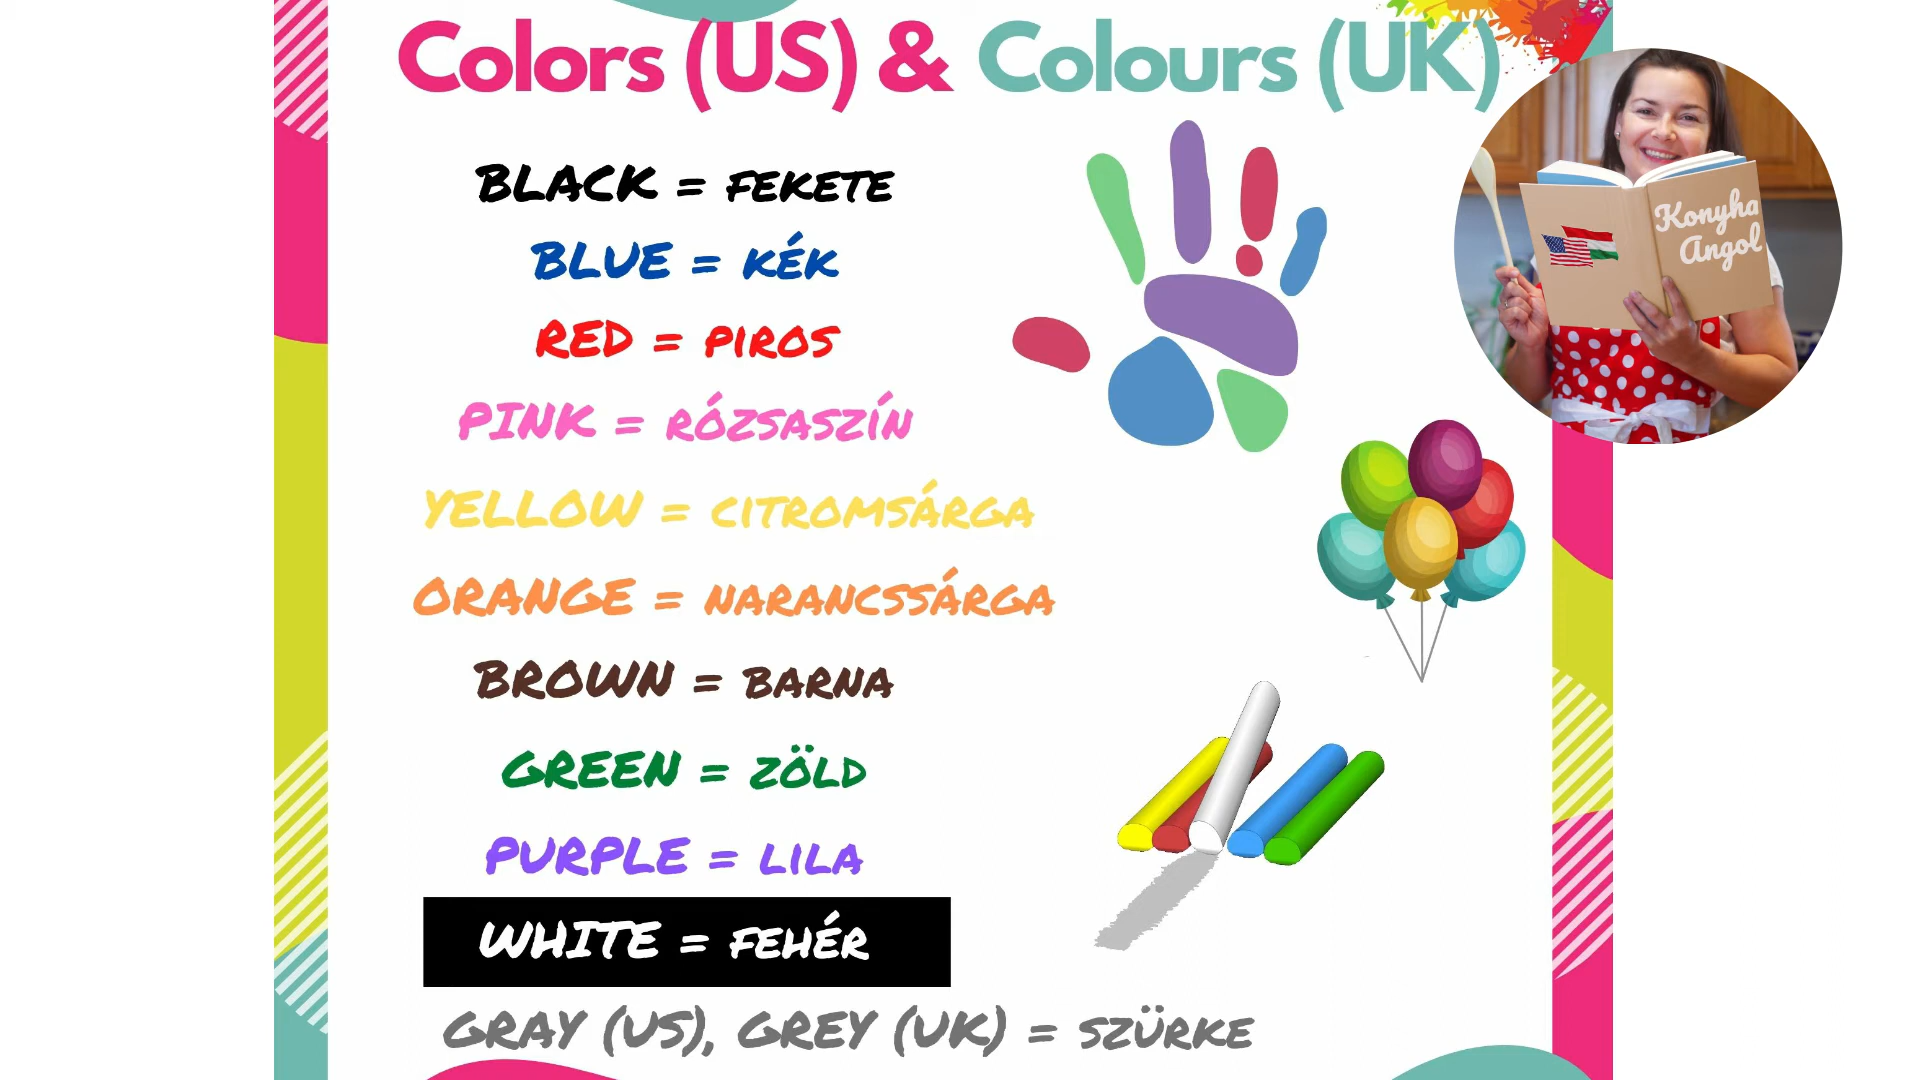 Colors (US) & Colours (UK)
BLACK = FEKETE
BLUE = KÉK
RED = PIROS
PINK = RÓZSASZÍN
YELLOW = CITROMSÁRGA
ORANGE = NARANCSSÁRGA
BROWN = BARNA
GREEN = ZÖLD
PURPLE = LILA
WHITE = FEHÉR
GRAY (US), GREY (UK) = SZÜRKE
Konyha
Angol